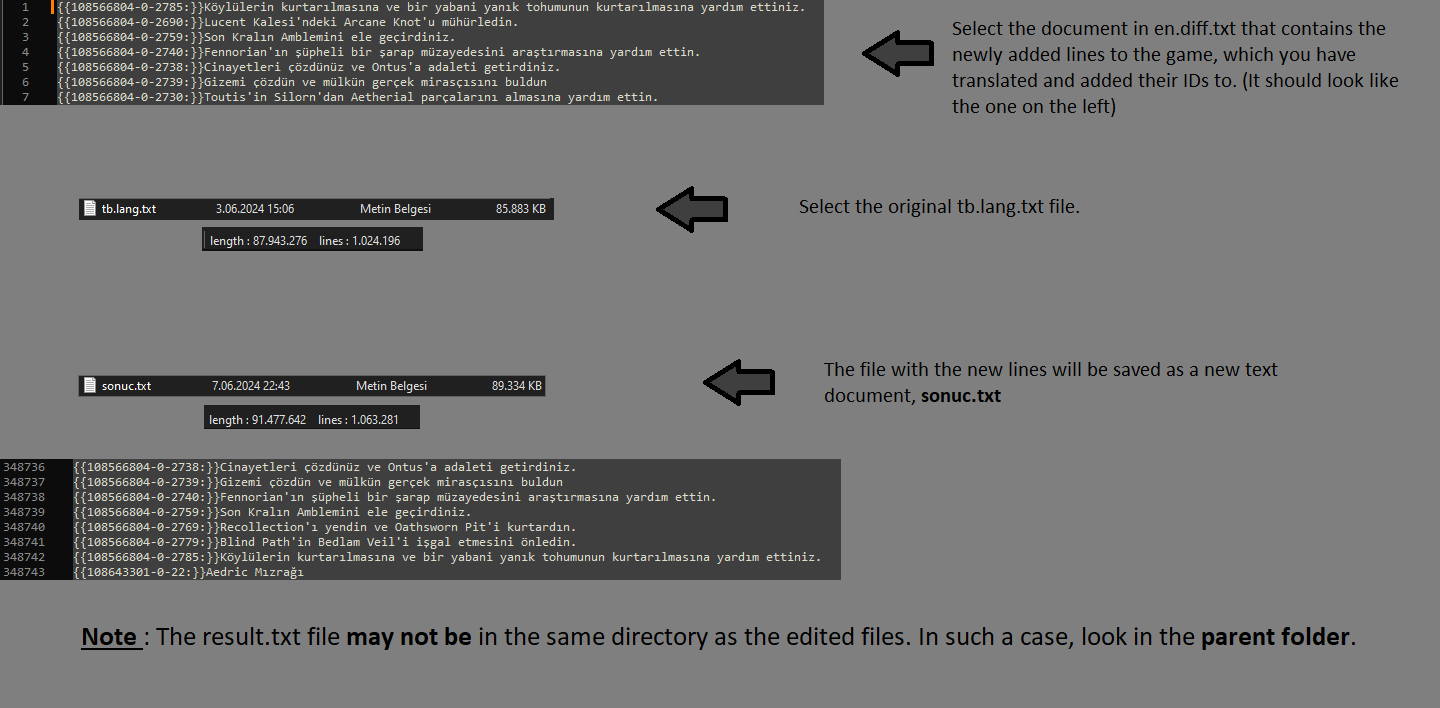 1 {{108566804-0-2785:}}Köylülerin kurtarılmasına ve bir yabani yanık tohumunun kurtarılmasına yardım ettiniz.
2 {{108566804-0-2690:}}Lucent Kalesi'ndeki Arcane Knot'u mühürledin.
3 {{108566804-0-2759:}}Son Kralın Amblemini ele geçirdiniz.
4 {{108566804-0-2740:}}Fennorian'ın şüpheli bir şarap müzayedesini araştırmasına yardım ettin.
5 {{108566804-0-2738:}}Cinayetleri çözdünüz ve Ontus'a adaleti getirdiniz.
6 {{108566804-0-2739:}}Gizemi çözdün ve mülkün gerçek mirasçısını buldun
7 {{108566804-0-2730:}}Toutis'in Silorn'dan Aetherial parçalarını almasına yardım ettin.
Select the document in en.diff.txt that contains the
newly added lines to the game, which you have
translated and added their IDs to. (It should look like
the one on the left)
tb.lang.txt 3.06.2024 15:06 Metin Belgesi 85.883 KB
length : 87.943.276 lines : 1.024.196
Select the original tb.lang.txt file.
sonuc.txt 7.06.2024 22:43 Metin Belgesi 89.334 KB
length : 91.477.642 lines : 1.063.281
The file with the new lines will be saved as a new text
document, sonuc.txt
348736 {{108566804-0-2738:}}Cinayetleri çözdünüz ve Ontus'a adaleti getirdiniz.
348737 {{108566804-0-2739:}}Gizemi çözdün ve mülkün gerçek mirasçısını buldun
348738 {{108566804-0-2740:}}Fennorian'ın şüpheli bir şarap müzayedesini araştırmasına yardım ettin.
348739 {{108566804-0-2759:}}Son Kralın Amblemini ele geçirdiniz.
348740 {{108566804-0-2769:}}Recollection'ı yendin ve Oathsworn Pit'i kurtardın.
348741 {{108566804-0-2779:}}Blind Path'in Bedlam Veil'i işgal etmesini önledin.
348742 {{108566804-0-2785:}}Köylülerin kurtarılmasına ve bir yabani yanık tohumunun kurtarılmasına yardım ettiniz.
348743 {{108643301-0-22:}}Aedric Mızrağı
Note : The result.txt file may not be in the same directory as the edited files. In such a case, look in the parent folder.